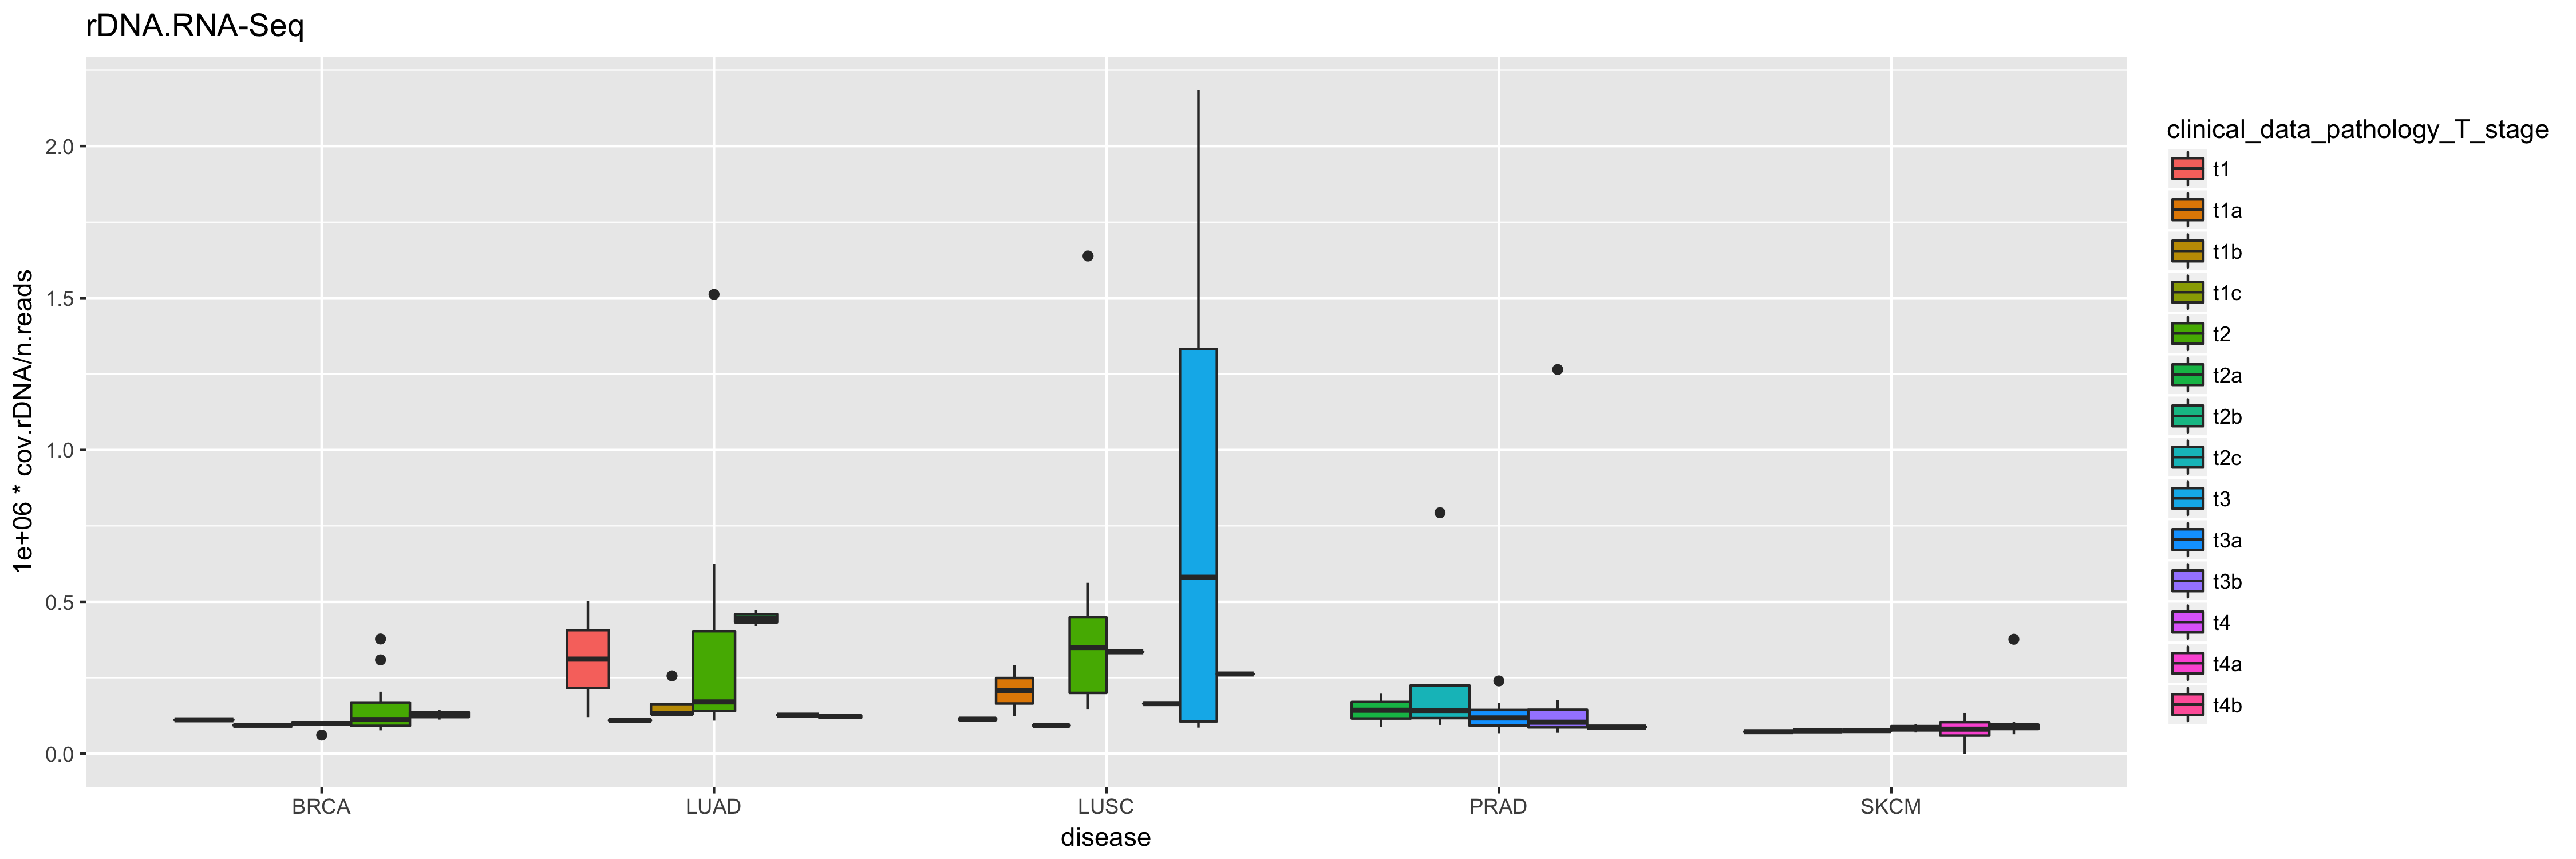 rDNA.RNA-Seq
1e+06 * cov.rDNA/n.reads
2.0
1.5
1.0
0.5
0.0
BRCA
LUAD
LUSC
PRAD
SKCM
disease
clinical_data_pathology_T_stage
t1
t1a
t1b
t1c
t2
t2a
t2b
t2c
t3
t3a
t3b
t4
t4a
t4b